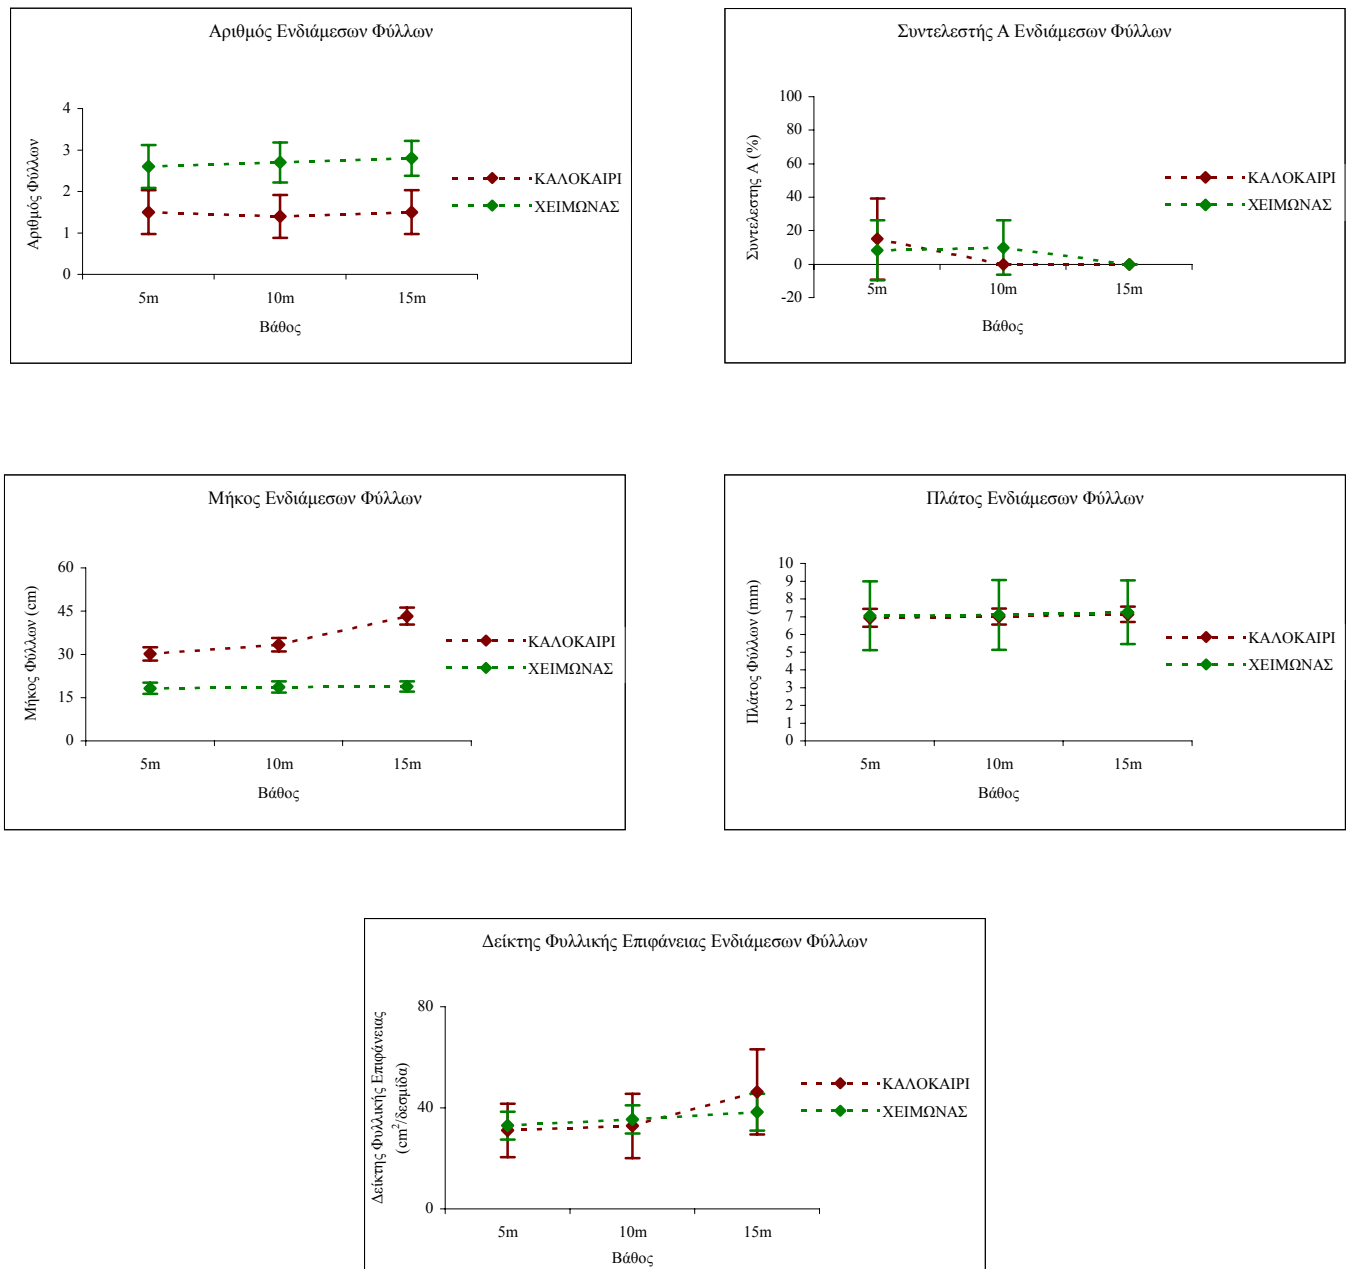 Αριθμός Ενδιάμεσων Φύλλων
Αριθμός Φύλλων
4
3
2
1
0
5m 10m 15m
Βάθος
ΚΑΛΟΚΑΙΡΙ
ΧΕΙΜΩΝΑΣ
Συντελεστής Α Ενδιάμεσων Φύλλων
Συντελεστης Α (%)
100
80
60
40
20
0
-20
5m 10m 15m
Βάθος
ΚΑΛΟΚΑΙΡΙ
ΧΕΙΜΩΝΑΣ
Μήκος Ενδιάμεσων Φύλλων
Μήκος Φύλλων (cm)
60
45
30
15
0
5m 10m 15m
Βάθος
ΚΑΛΟΚΑΙΡΙ
ΧΕΙΜΩΝΑΣ
Πλάτος Ενδιάμεσων Φύλλων
Πλάτος Φύλλων (mm)
10
9
8
7
6
5
4
3
2
1
0
5m 10m 15m
Βάθος
ΚΑΛΟΚΑΙΡΙ
ΧΕΙΜΩΝΑΣ
Δείκτης Φυλλικής Επιφάνειας Ενδιάμεσων Φύλλων
Δείκτης Φυλλικής Επιφάνειας
(cm²/δεσμίδα)
80
40
0
5m 10m 15m
Βάθος
ΚΑΛΟΚΑΙΡΙ
ΧΕΙΜΩΝΑΣ